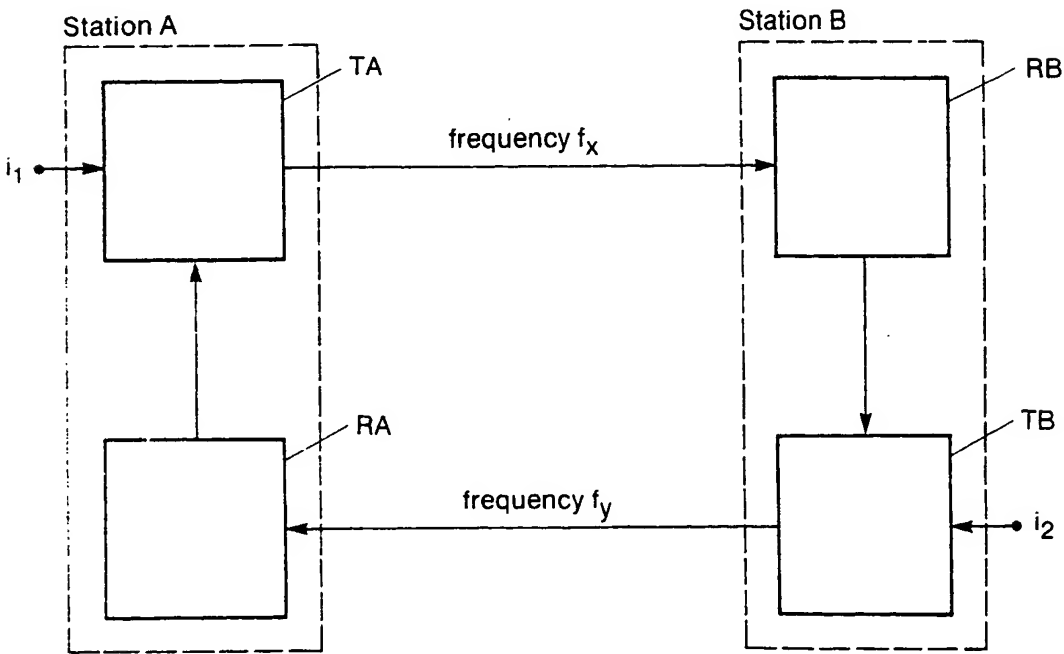 Station A
Station B
TA
RB
frequency fx
i1
RA
TB
frequency fy
i2